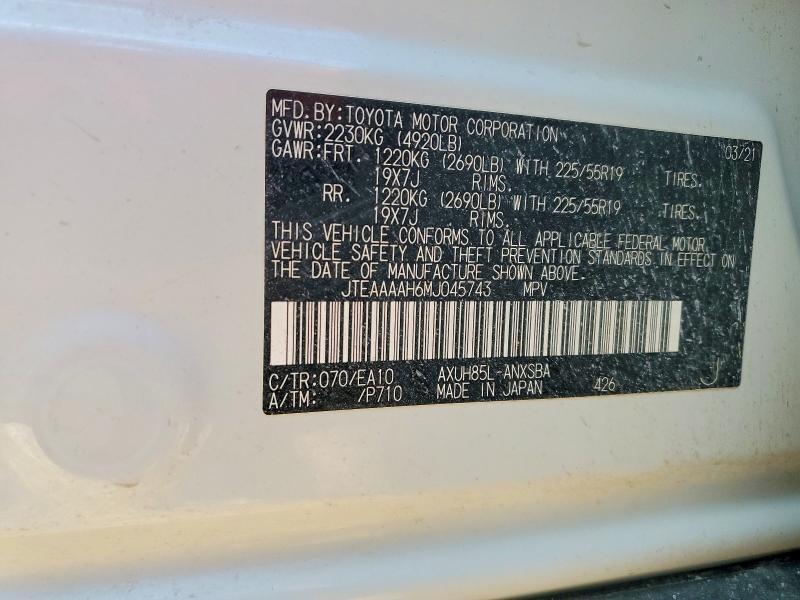 MFD.BY:TOYOTA MOTOR CORPORATION 03/21
GVWR:2230KG (4920LB)
GAWR:FRT. 1220KG (2690LB) WITH 225/55R19 TIRES.
19X7J RIMS.
RR. 1220KG (2690LB) WITH 225/55R19 TIRES.
19X7J RIMS.
THIS VEHICLE CONFORMS TO ALL APPLICABLE FEDERAL MOTOR
VEHICLE SAFETY AND THEFT PREVENTION STANDARDS IN EFFECT ON
THE DATE OF MANUFACTURE SHOWN ABOVE.
JTEAAAAH6MJ045743 MPV
C/TR:070/EA10 AXUH85L-ANXSBA
A/TM: /P710 MADE IN JAPAN 426 J